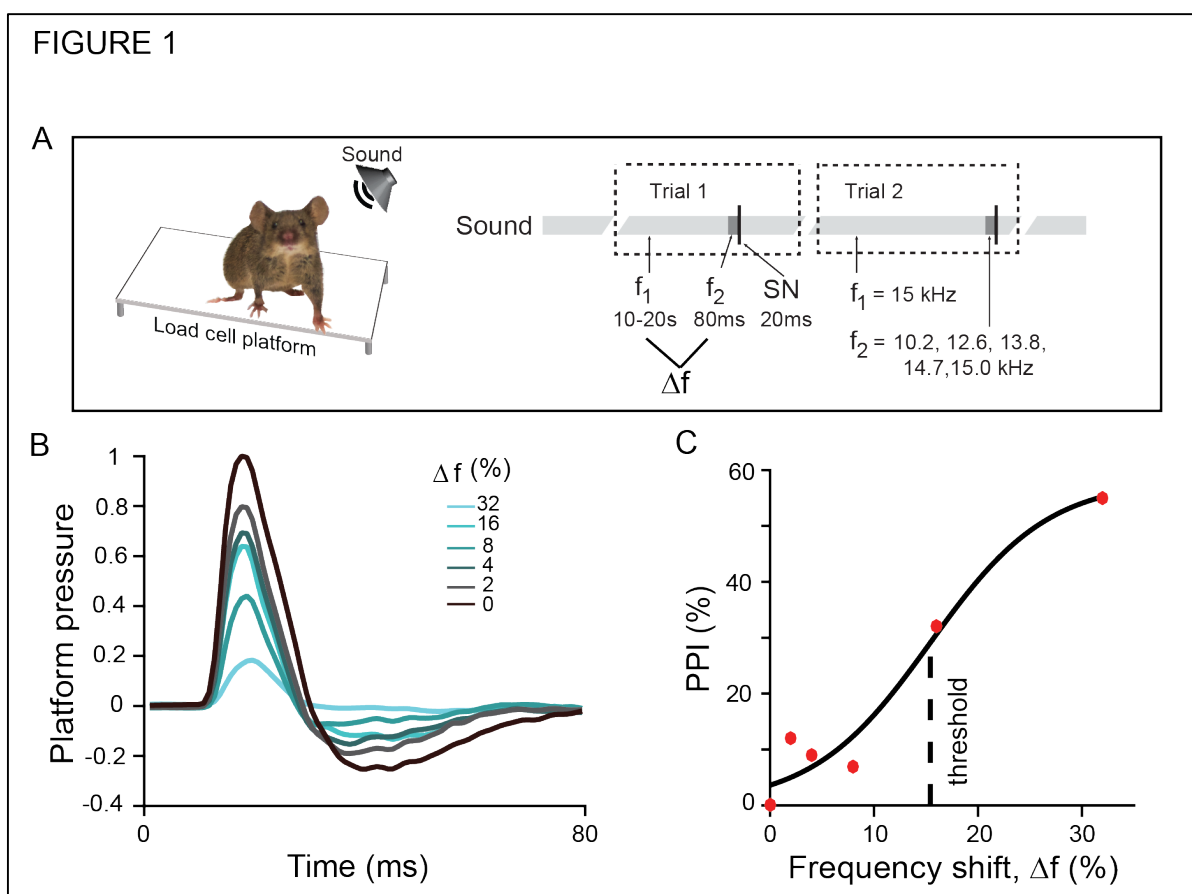 FIGURE 1
A
Sound
Load cell platform
Sound
Trial 1
Trial 2
f1
f2
SN
10-20s
80ms
20ms
Δf
f1 = 15 kHz
f2 = 10.2, 12.6, 13.8,
14.7,15.0 kHz
B
Platform pressure
1
0.8
0.6
0.4
0.2
0
-0.2
-0.4
0
80
Time (ms)
Δf (%)
32
16
8
4
2
0
C
PPI (%)
60
40
20
0
threshold
0
10
20
30
Frequency shift, Δf (%)